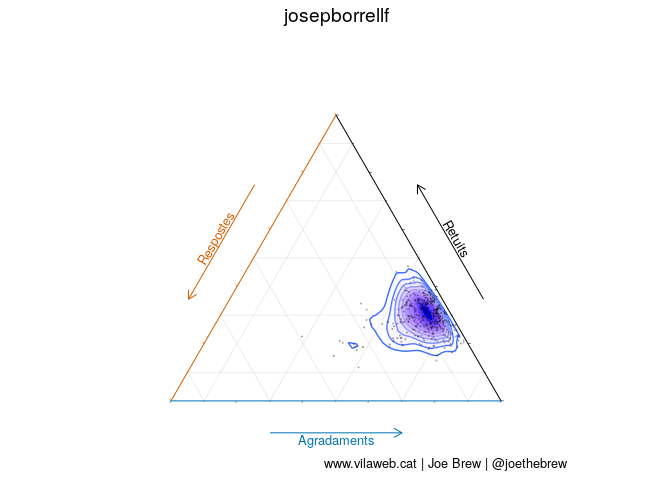 josepborrellf
Respostes
Retuits
Agradaments
www.vilaweb.cat | Joe Brew | @joethebrew